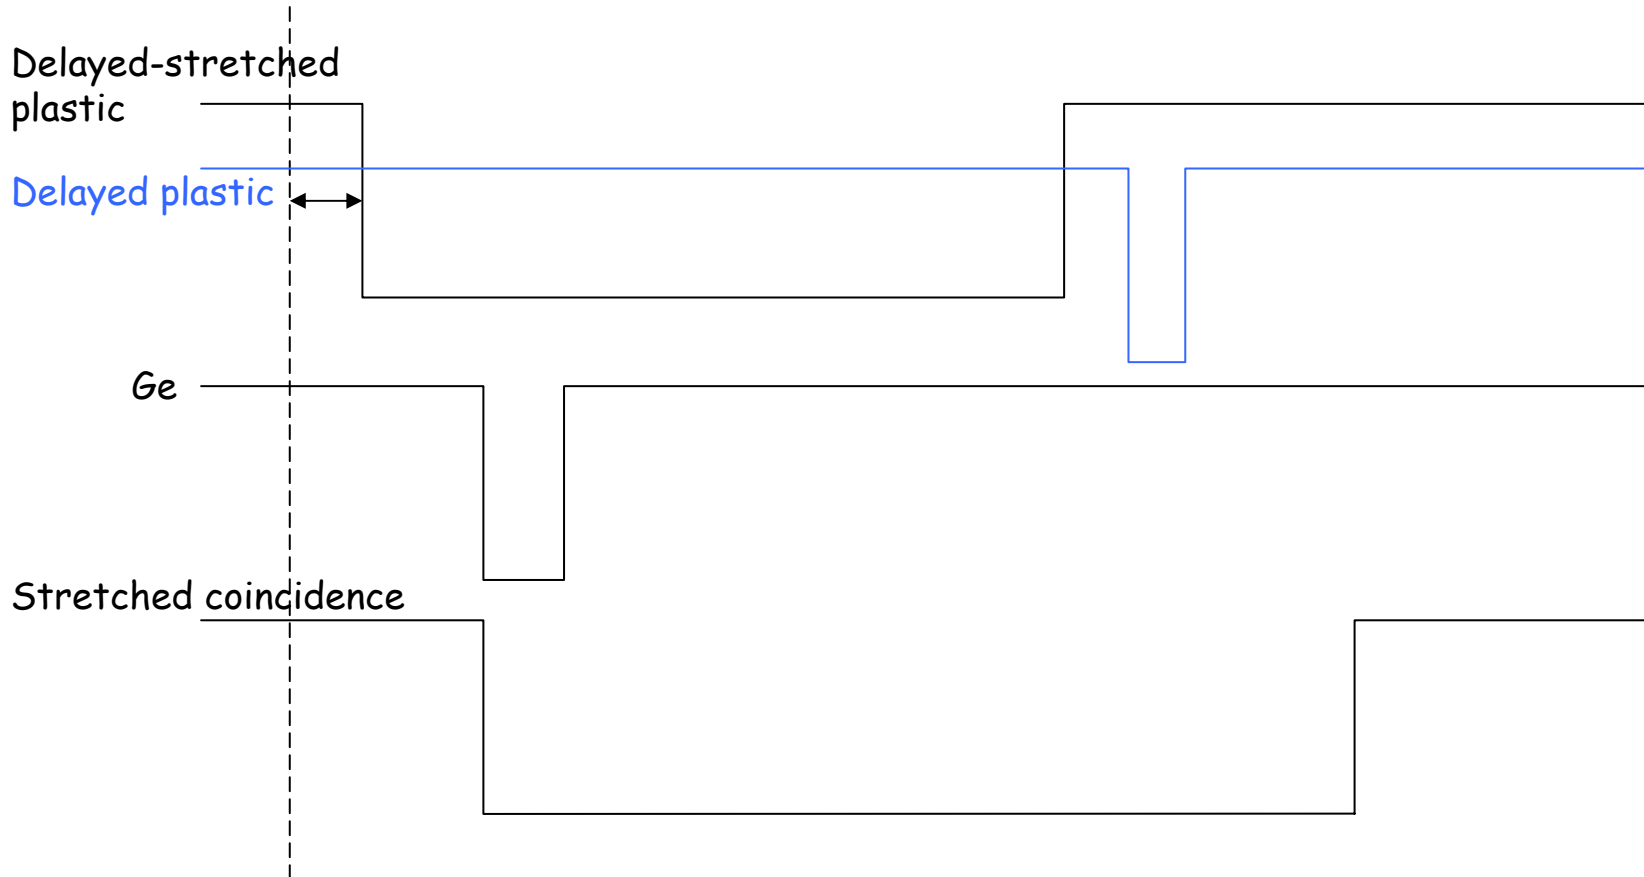 Delayed-stretched
plastic
Delayed plastic
Ge
Stretched coincidence